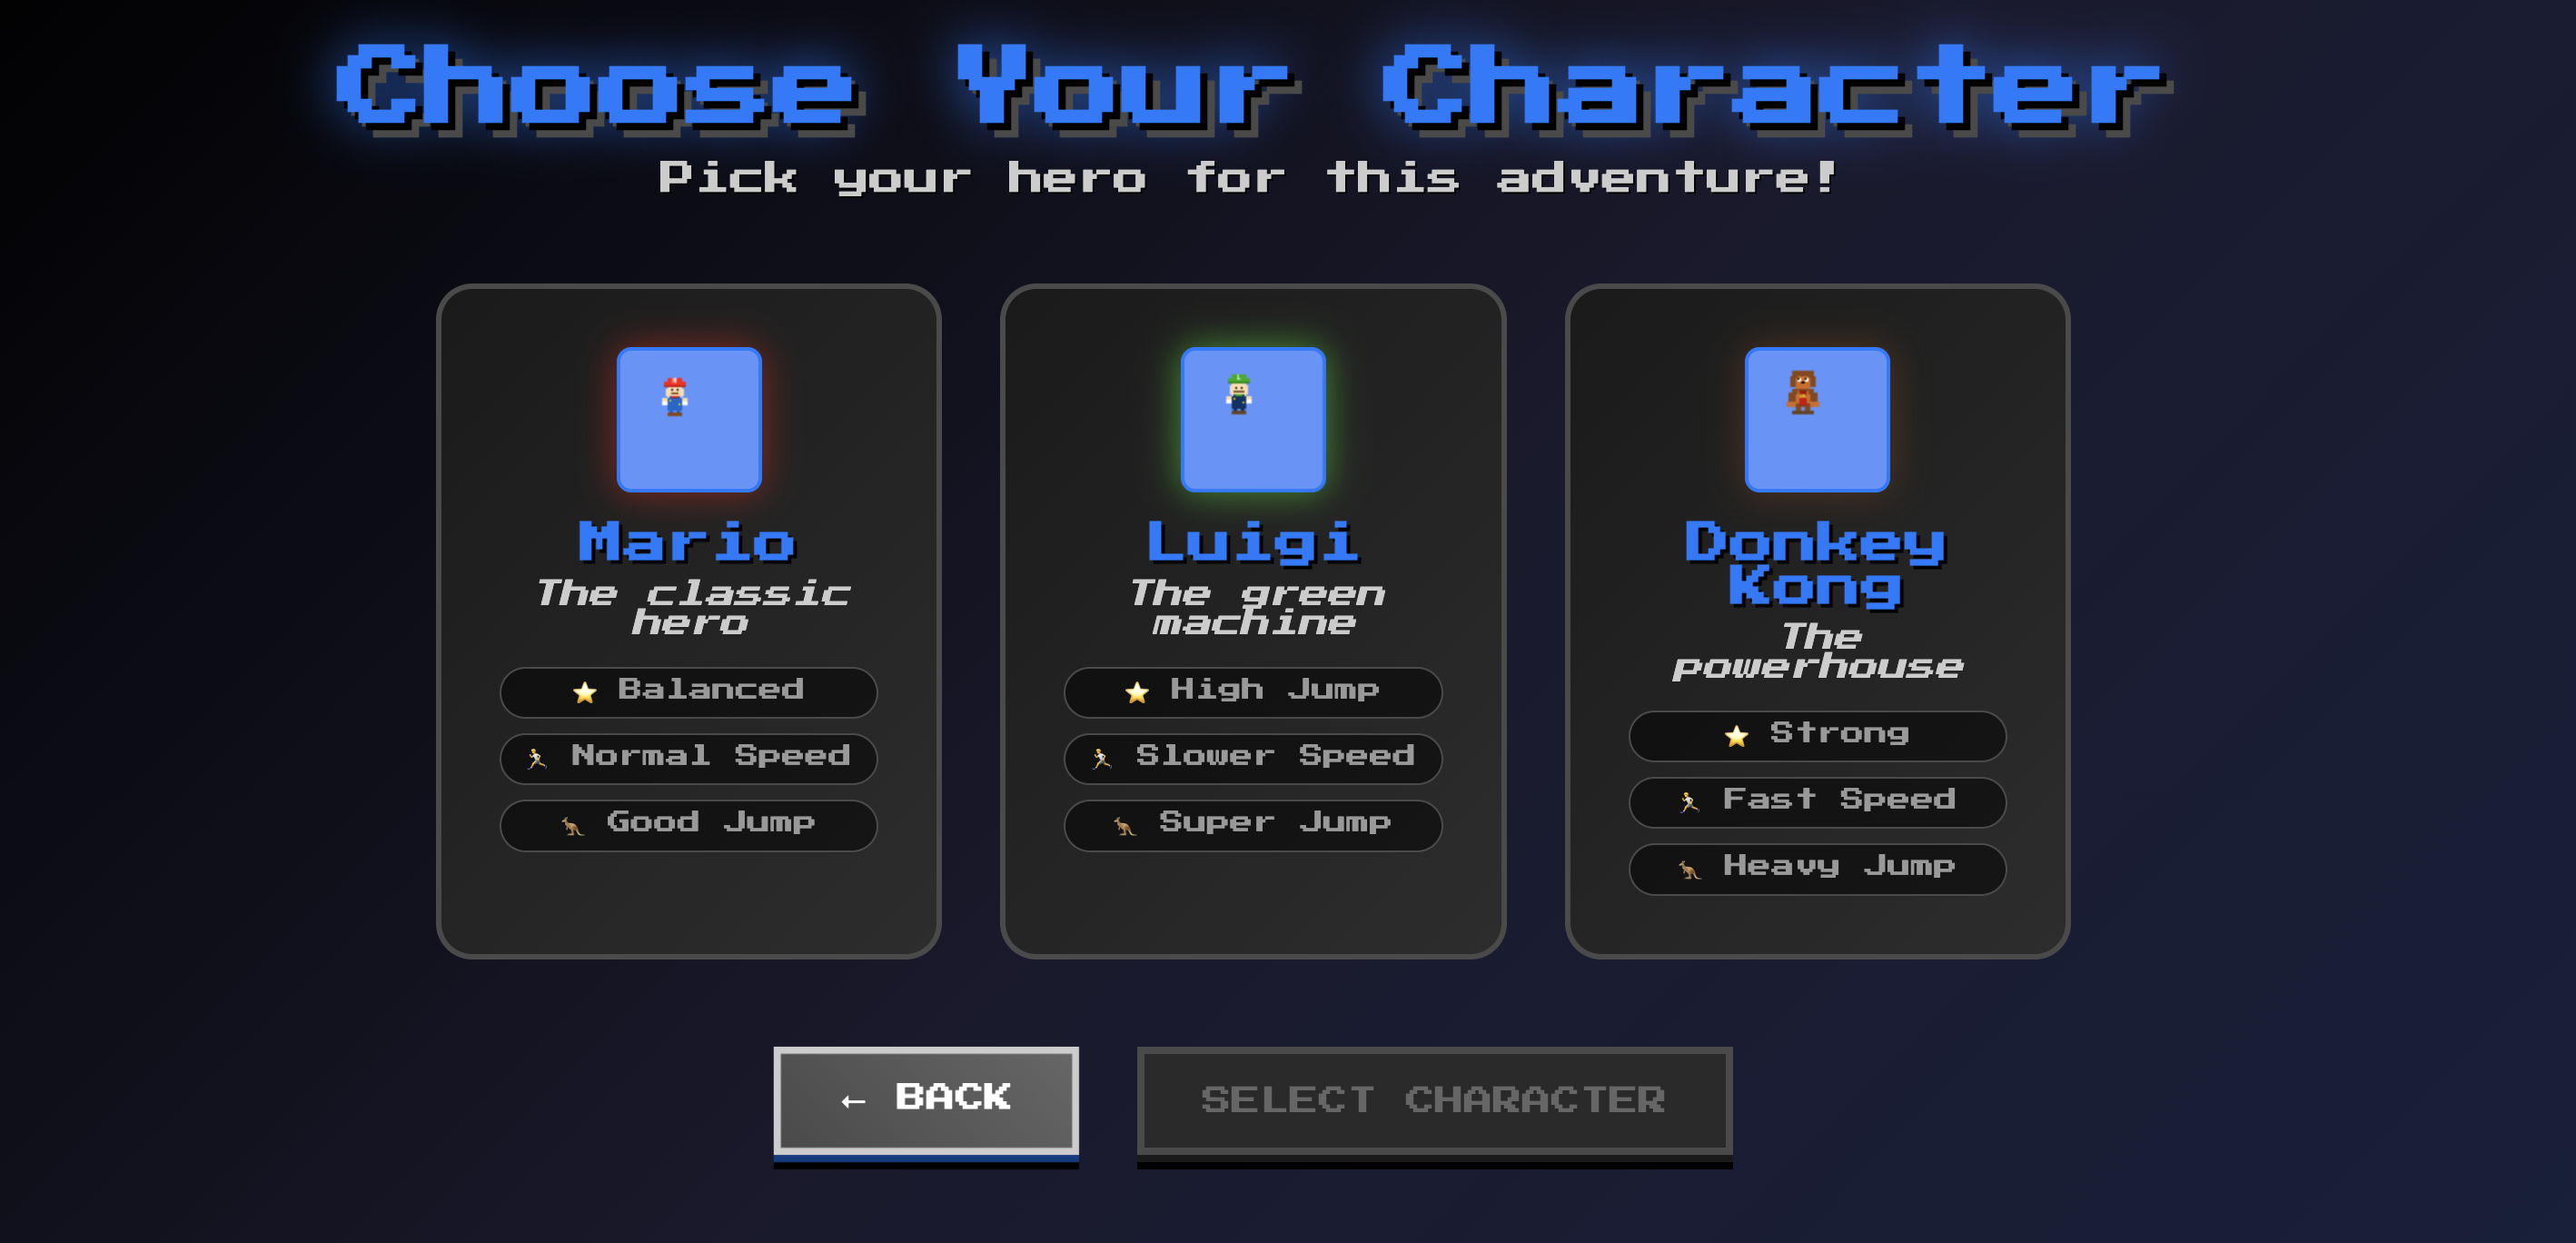 Choose Your Character
Pick your hero for this adventure!
Mario
The classic
hero
⭐ Balanced
🏃 Normal Speed
🦘 Good Jump
Luigi
The green
machine
⭐ High Jump
🏃 Slower Speed
🦘 Super Jump
Donkey
Kong
The
powerhouse
⭐ Strong
🏃 Fast Speed
🦘 Heavy Jump
← BACK
SELECT CHARACTER